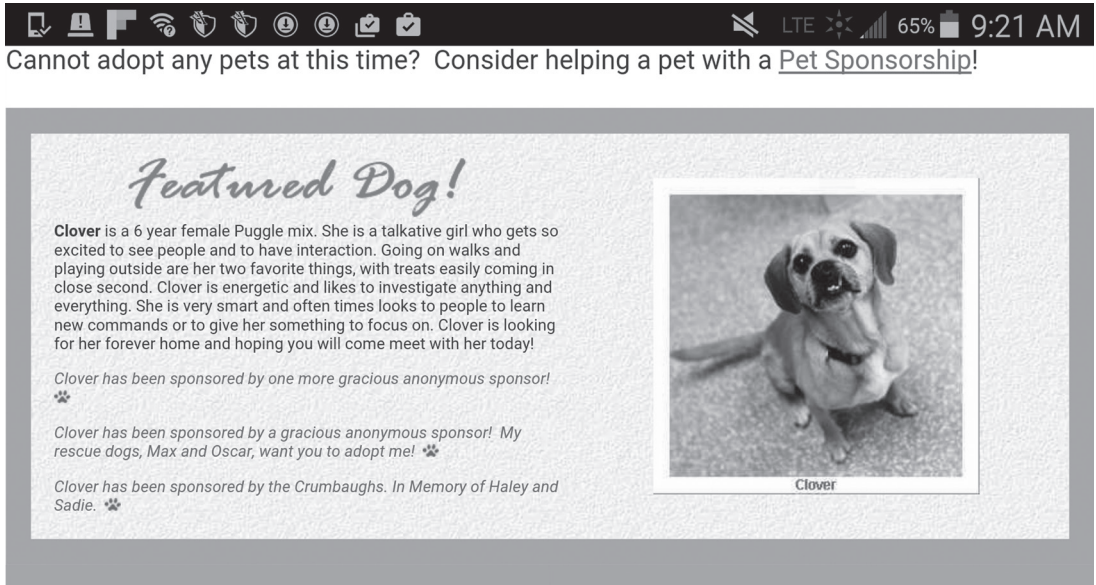 LTE 65% 9:21 AM
Cannot adopt any pets at this time?  Consider helping a pet with a Pet Sponsorship!
Featured Dog!
Clover is a 6 year female Puggle mix. She is a talkative girl who gets so
excited to see people and to have interaction. Going on walks and
playing outside are her two favorite things, with treats easily coming in
close second. Clover is energetic and likes to investigate anything and
everything. She is very smart and often times looks to people to learn
new commands or to give her something to focus on. Clover is looking
for her forever home and hoping you will come meet with her today!
Clover has been sponsored by one more gracious anonymous sponsor!
Clover has been sponsored by a gracious anonymous sponsor!  My
rescue dogs, Max and Oscar, want you to adopt me!
Clover has been sponsored by the Crumbaughs. In Memory of Haley and
Sadie.
Clover